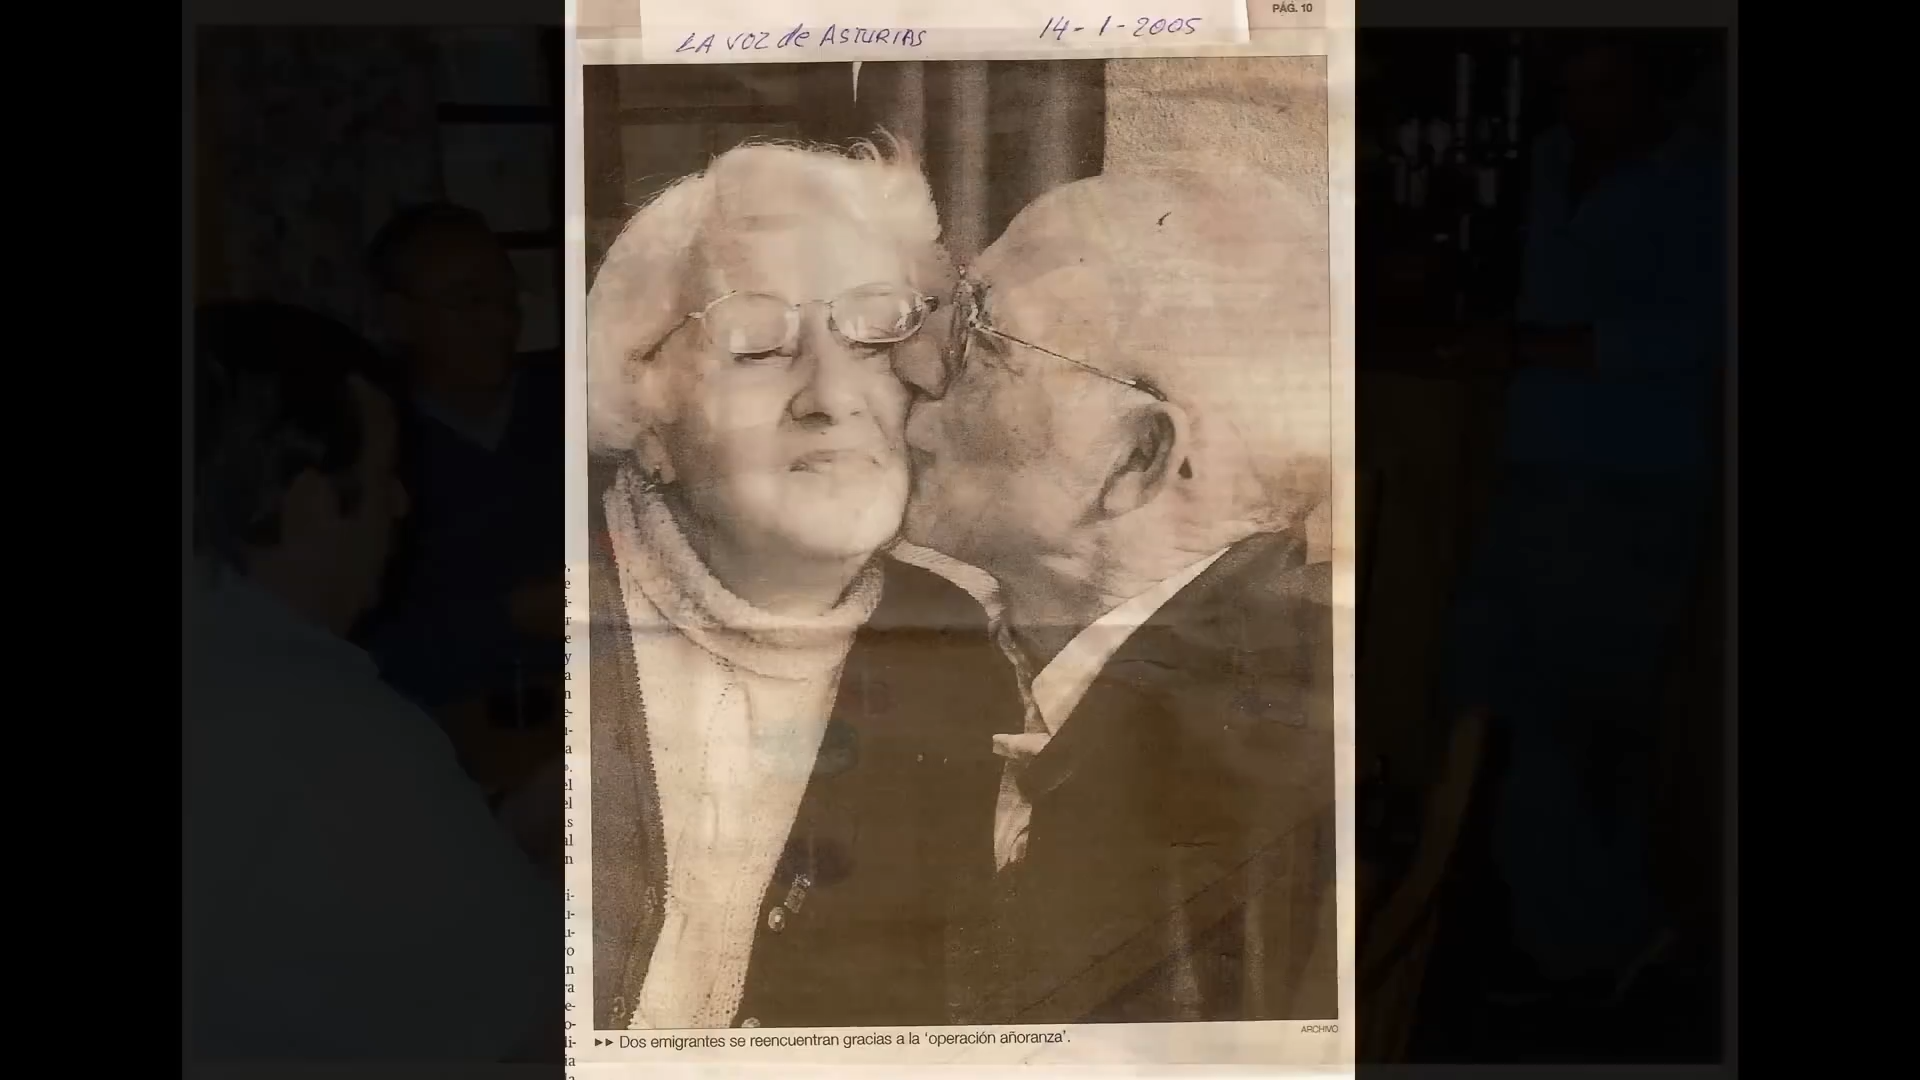 PÁG. 10
LA VOZ de ASTURIAS 14-1-2005
ARCHIVO
▸▸ Dos emigrantes se reencuentran gracias a la 'operación añoranza'.